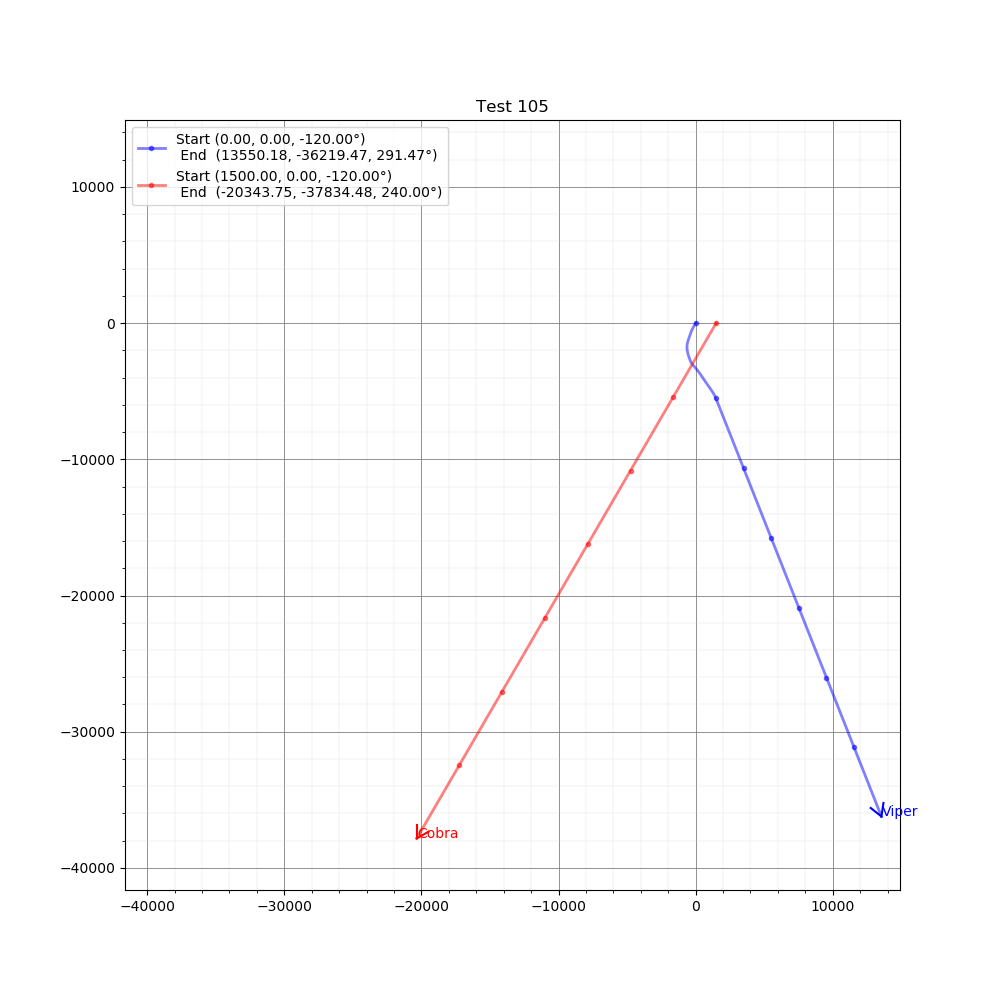 Test 105
Start (0.00, 0.00, -120.00°)
End  (13550.18, -36219.47, 291.47°)
Start (1500.00, 0.00, -120.00°)
End  (-20343.75, -37834.48, 240.00°)
10000
0
−10000
−20000
−30000
−40000
Viper
Cobra
−40000 −30000 −20000 −10000 0 10000